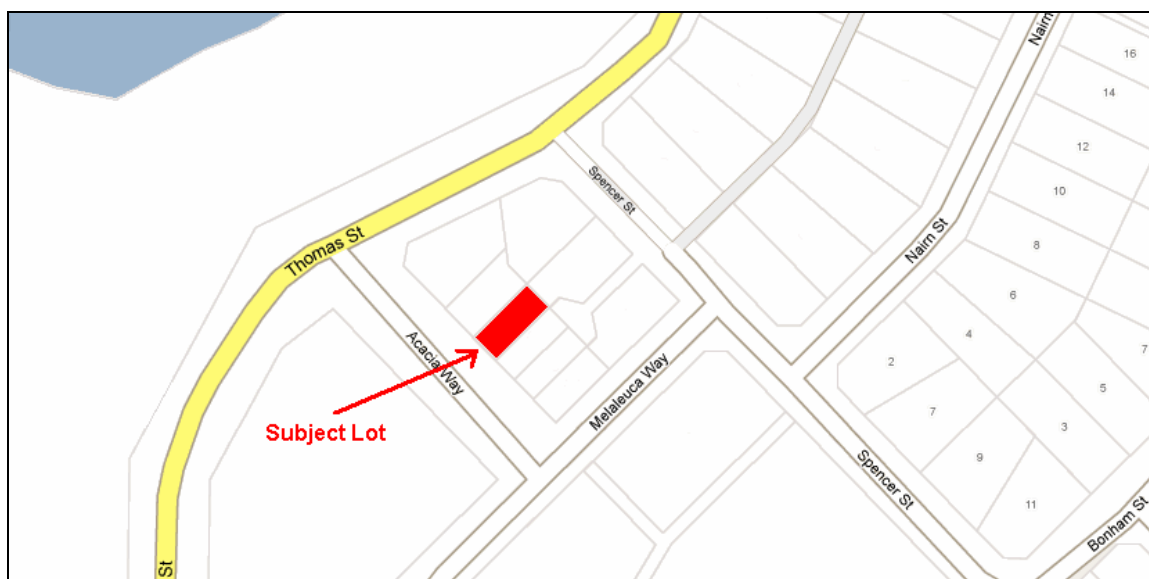 Nairn
Nairn
16
14
12
10
8
6
4
2
7
5
3
7
9
11
Spencer St
Thomas St
Nairn St
Acacia Way
Melaleuca Way
Subject Lot
Spencer St
Bonham St
St